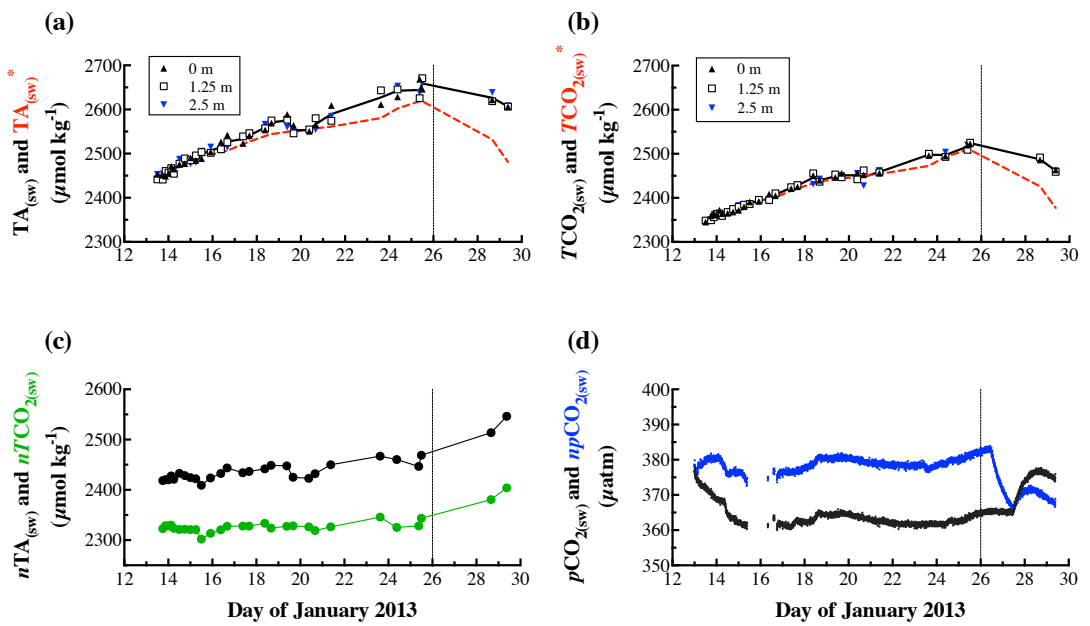 (a)
TA(sw) and TA(sw)*
(µmol kg-1)
2700
2600
2500
2400
2300
0 m
1.25 m
2.5 m
12 14 16 18 20 22 24 26 28 30
(b)
TCO2(sw) and TCO2(sw)*
(µmol kg-1)
2700
2600
2500
2400
2300
0 m
1.25 m
2.5 m
12 14 16 18 20 22 24 26 28 30
(c)
nTA(sw) and nTCO2(sw)
(µmol kg-1)
2600
2500
2400
2300
12 14 16 18 20 22 24 26 28 30
Day of January 2013
(d)
pCO2(sw) and npCO2(sw)
(µatm)
400
390
380
370
360
350
12 14 16 18 20 22 24 26 28 30
Day of January 2013